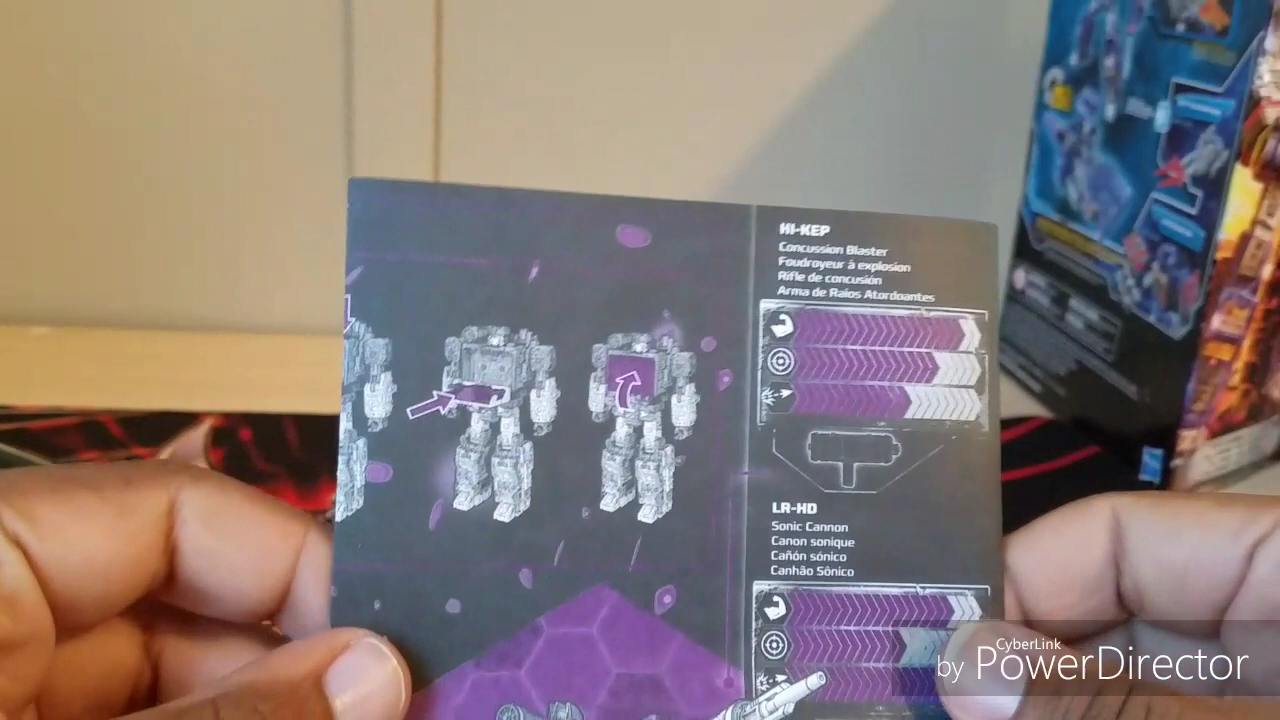 HI-KEP
Concussion Blaster
Foudroyeur à explosion
Rifle de concusión
Arma de Raios Atordoantes
LR-HD
Sonic Cannon
Canon sonique
Cañón sónico
Canhão Sônico
CyberLink
by PowerDirector